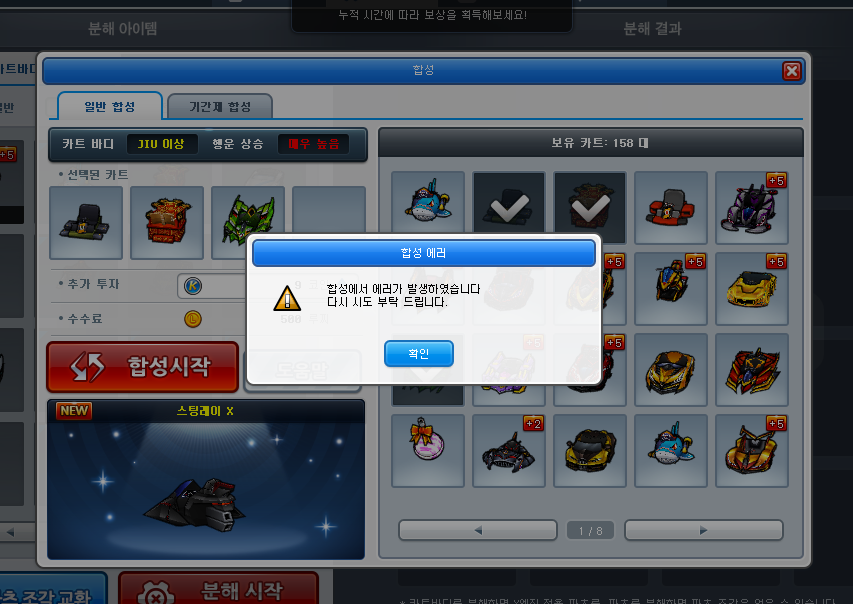 누적 시간에 따라 보상을 획득해보세요!
분해 아이템
분해 결과
합성
일반 합성
기간제 합성
카트 바디
JIU 이상
행운 상승
매우 높음
보유 카트: 158 대
• 선택된 카트
+5
+5
• 추가 투자
• 수수료
합성 에러
합성에서 에러가 발생하였습니다
다시 시도 부탁 드립니다.
확인
+5
+5
+5
+5
합성시작
도움말
NEW
스팅레이 X
+2
+5
1 / 8
조각 교환
분해 시작